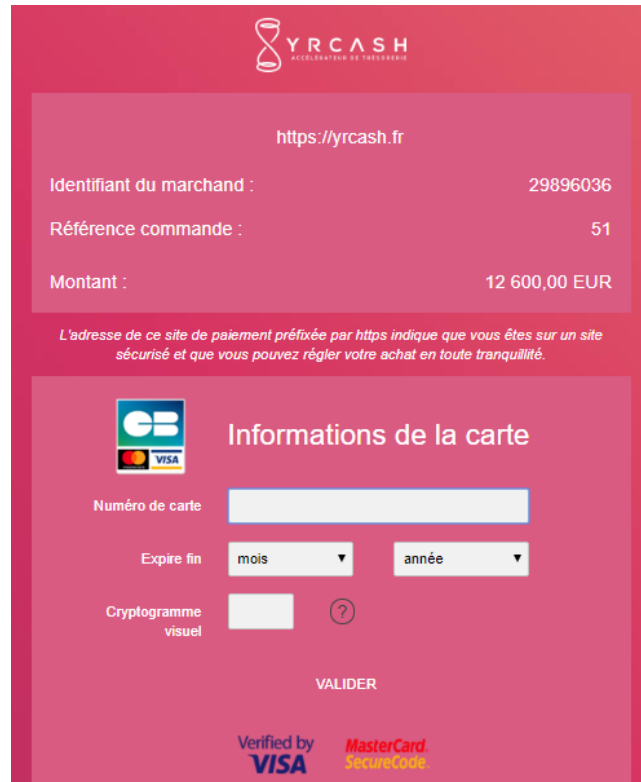 YRCASH
ACCÉLÉRATEUR DE TRÉSORERIE
https://yrcash.fr
Identifiant du marchand : 29896036
Référence commande : 51
Montant : 12 600,00 EUR
L'adresse de ce site de paiement préfixée par https indique que vous êtes sur un site
sécurisé et que vous pouvez régler votre achat en toute tranquillité.
CB
VISA
Informations de la carte
Numéro de carte
Expire fin mois année
Cryptogramme
visuel
?
VALIDER
Verified by
VISA
MasterCard.
SecureCode.